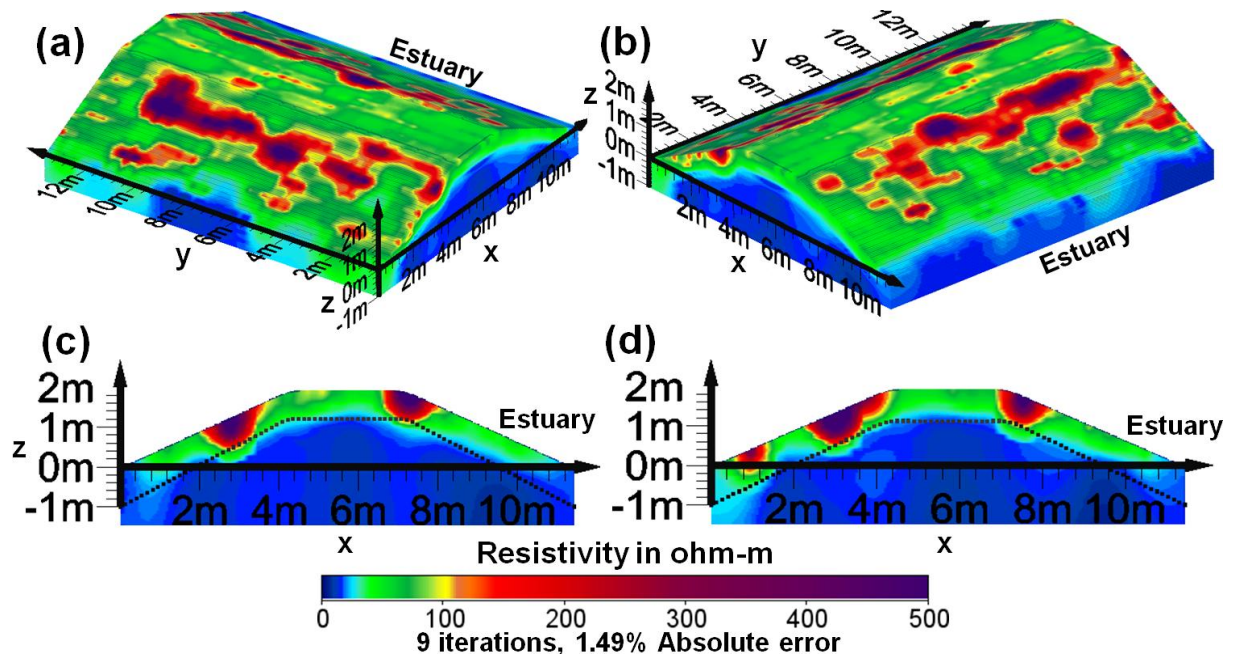 (a)
Estuary
12m
10m
8m
6m
4m
2m
y
2m
1m
0m
-1m
z
2m
4m
6m
8m
10m
x
(b)
y
2m
4m
6m
8m
10m
12m
z
2m
1m
0m
-1m
2m
4m
6m
8m
10m
x
Estuary
(c)
2m
1m
z
0m
-1m
2m 4m 6m 8m 10m
x
Estuary
(d)
2m
1m
0m
-1m
2m 4m 6m 8m 10m
x
Estuary
Resistivity in ohm-m
0 100 200 300 400 500
9 iterations, 1.49% Absolute error